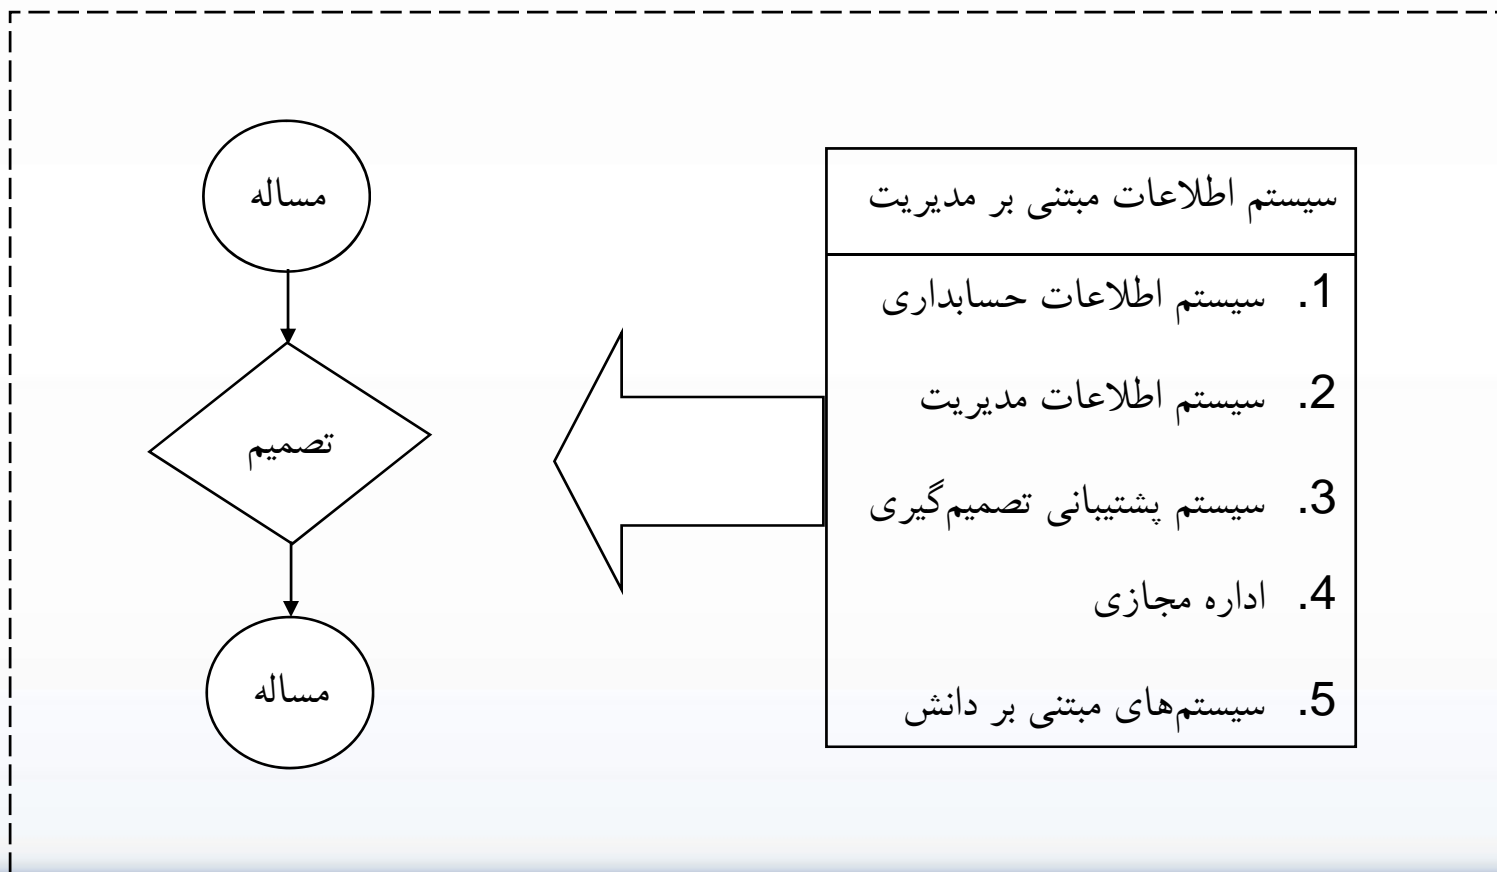 سیستم اطلاعات مبتنی بر مدیریت
1. سیستم اطلاعات حسابداری
2. سیستم اطلاعات مدیریت
3. سیستم پشتیبانی تصمیم‌گیری
4. اداره مجازی
5. سیستم‌های مبتنی بر دانش
مساله
تصمیم
مساله